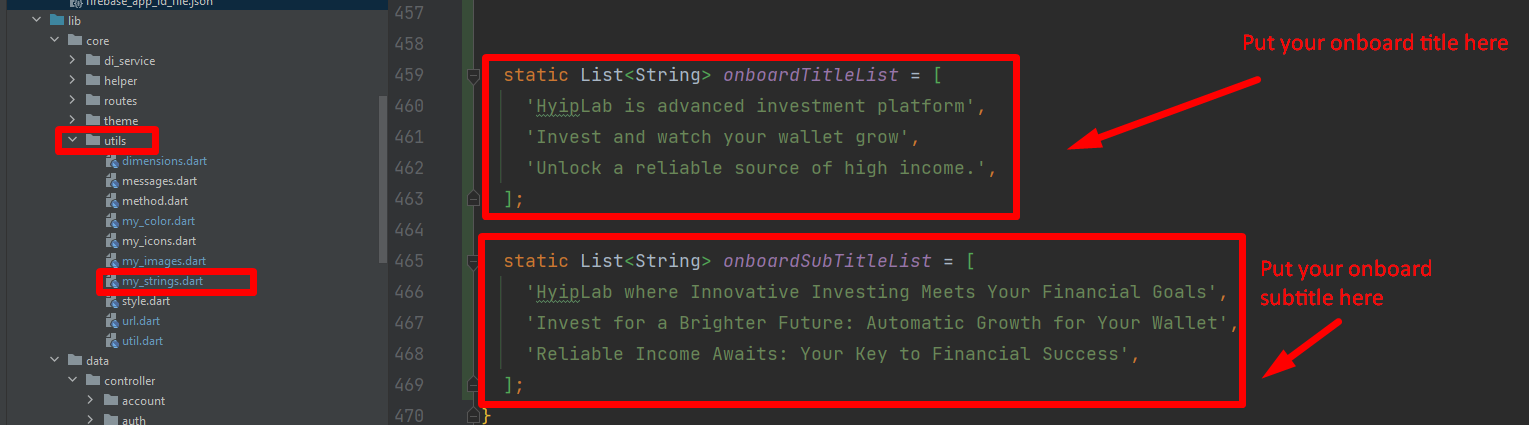 firebase_app_id_file.json
lib
core
di_service
helper
routes
theme
utils
dimensions.dart
messages.dart
method.dart
my_color.dart
my_icons.dart
my_images.dart
my_strings.dart
style.dart
url.dart
util.dart
data
controller
account
auth
457
458
459 static List<String> onboardTitleList = [
460 'HyipLab is advanced investment platform',
461 'Invest and watch your wallet grow',
462 'Unlock a reliable source of high income.',
463 ];
464
465 static List<String> onboardSubTitleList = [
466 'HyipLab where Innovative Investing Meets Your Financial Goals',
467 'Invest for a Brighter Future: Automatic Growth for Your Wallet',
468 'Reliable Income Awaits: Your Key to Financial Success',
469 ];
470 }
Put your onboard title here
Put your onboard
subtitle here